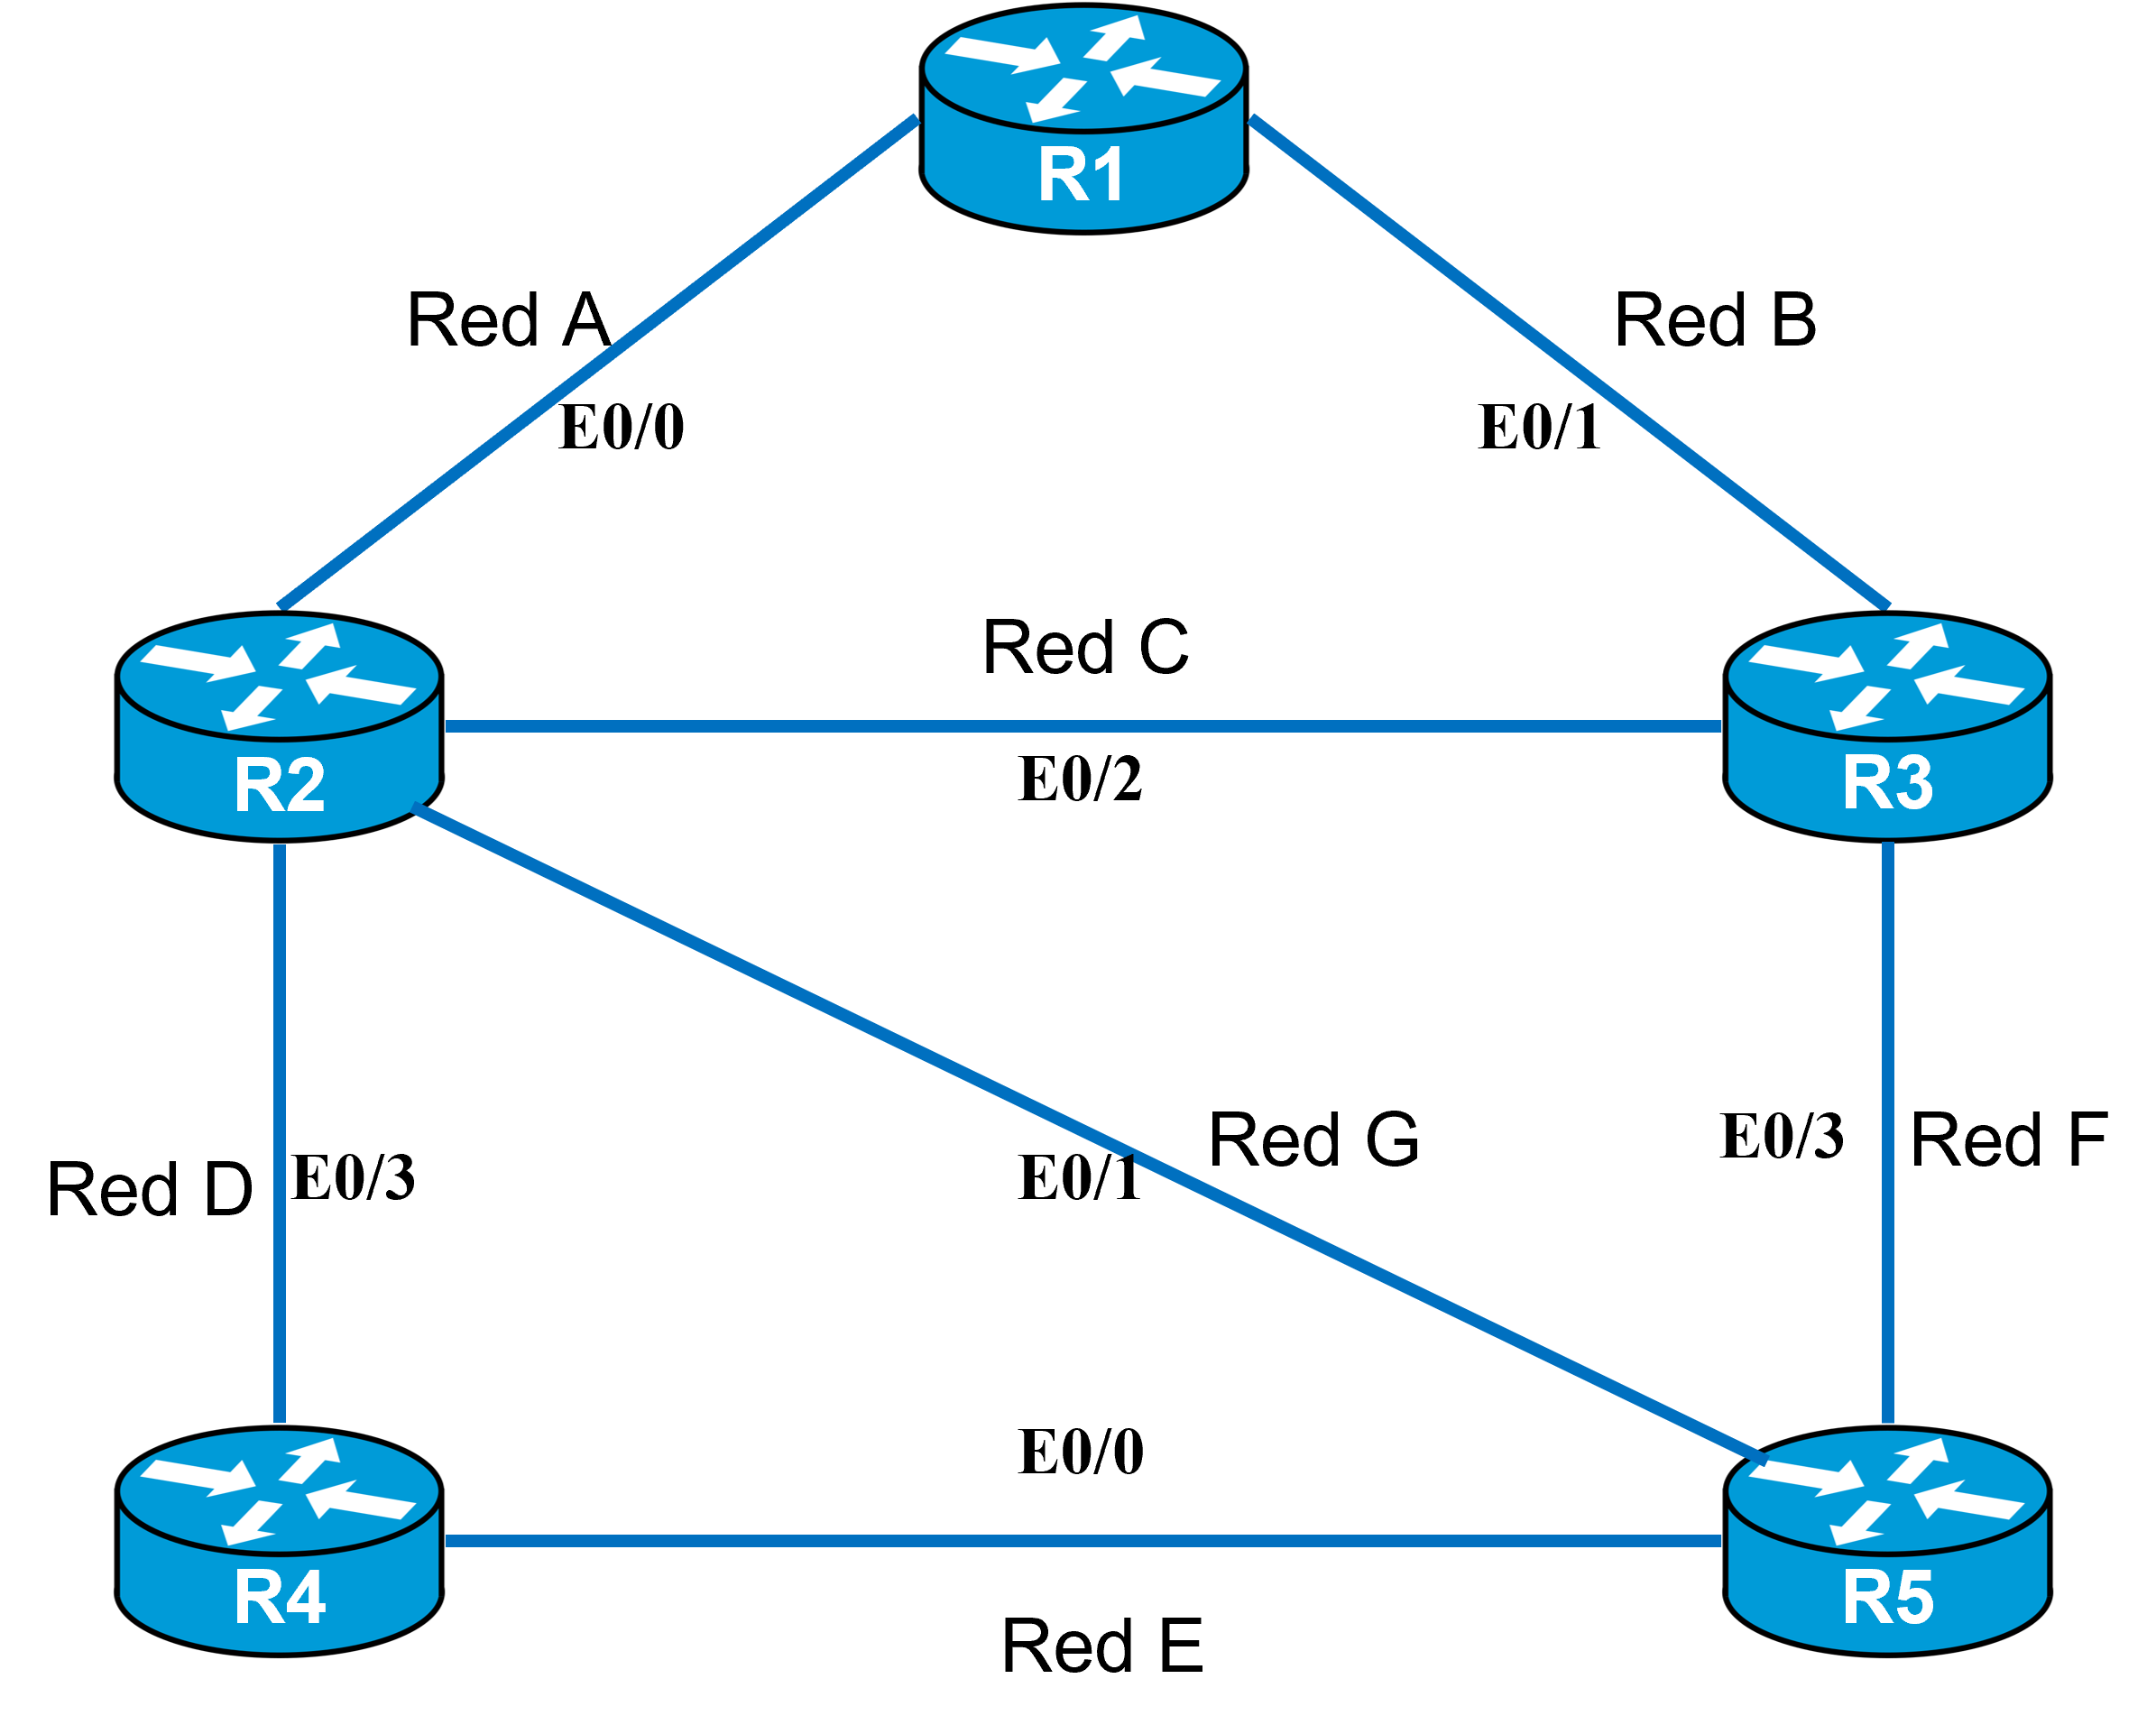 R1
Red A
Red B
E0/0
E0/1
Red C
R2
E0/2
R3
Red G
E0/3
Red F
Red D
E0/3
E0/1
E0/0
R4
R5
Red E